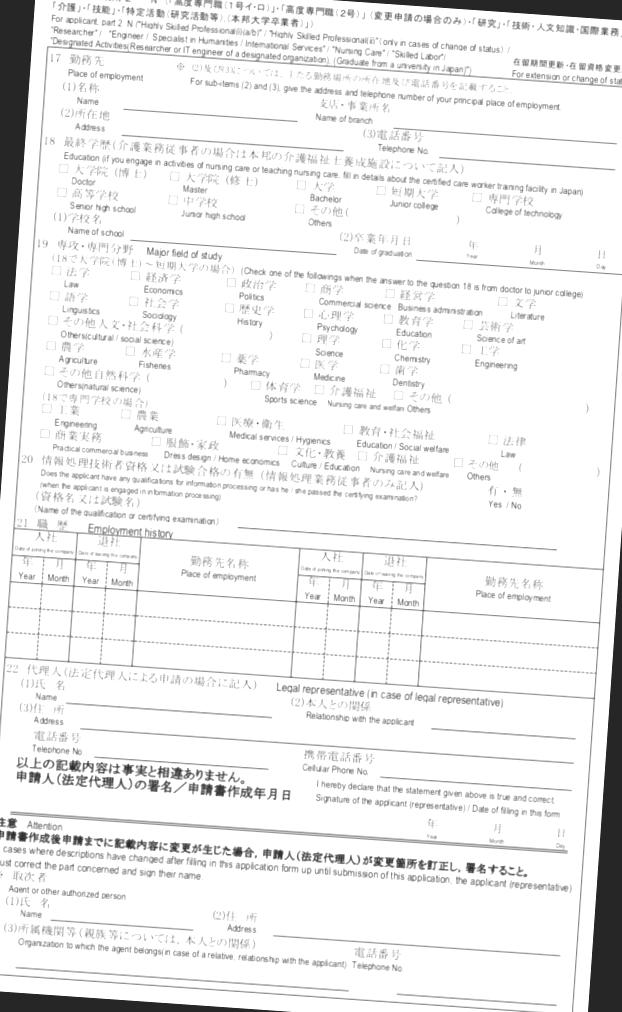 「高度専門職(1号イ・ロ)」・「高度専門職(2号)」(変更申請の場合のみ)・「研究」・「技術・人文知識・国際業務」
「介護」・「技能」・「特定活動(研究活動等),(本邦大学卒業者)」
For applicant, part 2 N ("Highly Skilled Professional(i)(a/b)" / "Highly Skilled Professional(ii)" (only in cases of change of status) /
"Researcher" / "Engineer / Specialist in Humanities / International Services" / "Nursing Care" / "Skilled Labor" /
"Designated Activities(Researcher or IT engineer of a designated organization), (Graduate from a university in Japan)")
在留期間更新・在留資格変更
For extension or change of
17 勤務先 ※ (2)及び(3)については,主たる勤務場所の所在地及び電話番号を記載すること
Place of employment For sub-items (2) and (3), give the address and telephone number of your principal place of employment.
(1)名称 支店・事業所名
Name Name of branch
(2)所在地 (3)電話番号
Address Telephone No.
18 最終学歴(介護業務従事者の場合は本邦の介護福祉士養成施設について記入)
Education (if you engage in activities of nursing care or teaching nursing care, fill in details about the certified care worker training facility in Japan)
□ 大学院(博士) □ 大学院(修士) □ 大学 □ 短期大学 □ 専門学校
Doctor Master Bachelor Junior college College of technology
□ 高等学校 □ 中学校 □ その他( )
Senior high school Junior high school Others
(1)学校名 (2)卒業年月日 年 月 日
Name of school Date of graduation Year Month Day
19 専攻・専門分野 Major field of study
(18で大学院(博士)~短期大学の場合) (Check one of the followings when the answer to the question 18 is from doctor to junior college)
□ 法学 □ 経済学 □ 政治学 □ 商学 □ 経営学 □ 文学
Law Economics Politics Commercial science Business administration Literature
□ 語学 □ 社会学 □ 歴史学 □ 心理学 □ 教育学 □ 芸術学
Linguistics Sociology History Psychology Education Science of art
□ その他人文・社会科学( ) □ 理学 □ 化学 □ 工学
Others(cultural / social science) Science Chemistry Engineering
□ 農学 □ 水産学 □ 薬学 □ 医学 □ 歯学
Agriculture Fisheries Pharmacy Medicine Dentistry
□ その他自然科学( ) □ 体育学 □ 介護福祉 □ その他( )
Others(natural science) Sports science Nursing care and welfare Others
(18で専門学校の場合)
□ 工業 □ 農業 □ 医療・衛生 □ 教育・社会福祉 □ 法律
Engineering Agriculture Medical services / Hygienics Education / Social welfare Law
□ 商業実務 □ 服飾・家政 □ 文化・教養 □ 介護福祉 □ その他( )
Practical commercial business Dress design / Home economics Culture / Education Nursing care and welfare Others
20 情報処理技術者資格又は試験合格の有無(情報処理業務従事者のみ記入) 有・無
Does the applicant have any qualifications for information processing or has he / she passed the certifying examination? Yes / No
(when the applicant is engaged in information processing)
(資格名又は試験名)
(Name of the qualification or certifying examination)
21 職 歴 Employment history
入社 退社 勤務先名称 入社 退社 勤務先名称
Date of joining the company Date of leaving the company Place of employment Date of joining the company Date of leaving the company Place of employment
年 月 年 月 年 月 年 月
Year Month Year Month Year Month Year Month
22 代理人(法定代理人による申請の場合に記入) Legal representative (in case of legal representative)
(1)氏 名 (2)本人との関係
Name Relationship with the applicant
(3)住 所
Address
電話番号 携帯電話番号
Telephone No Cellular Phone No.
以上の記載内容は事実と相違ありません。 I hereby declare that the statement given above is true and correct.
申請人(法定代理人)の署名/申請書作成年月日 Signature of the applicant (representative) / Date of filling in this form
年 月 日
Year Month Day
注意 Attention
申請書作成後申請までに記載内容に変更が生じた場合,申請人(法定代理人)が変更箇所を訂正し,署名すること。
cases where descriptions have changed after filling in this application form up until submission of this application, the applicant (representative)
ust correct the part concerned and sign their name
取次者
Agent or other authorized person
(1)氏 名 (2)住 所
Name Address
(3)所属機関等(親族等については,本人との関係) 電話番号
Organization to which the agent belongs(in case of a relative, relationship with the applicant) Telephone No